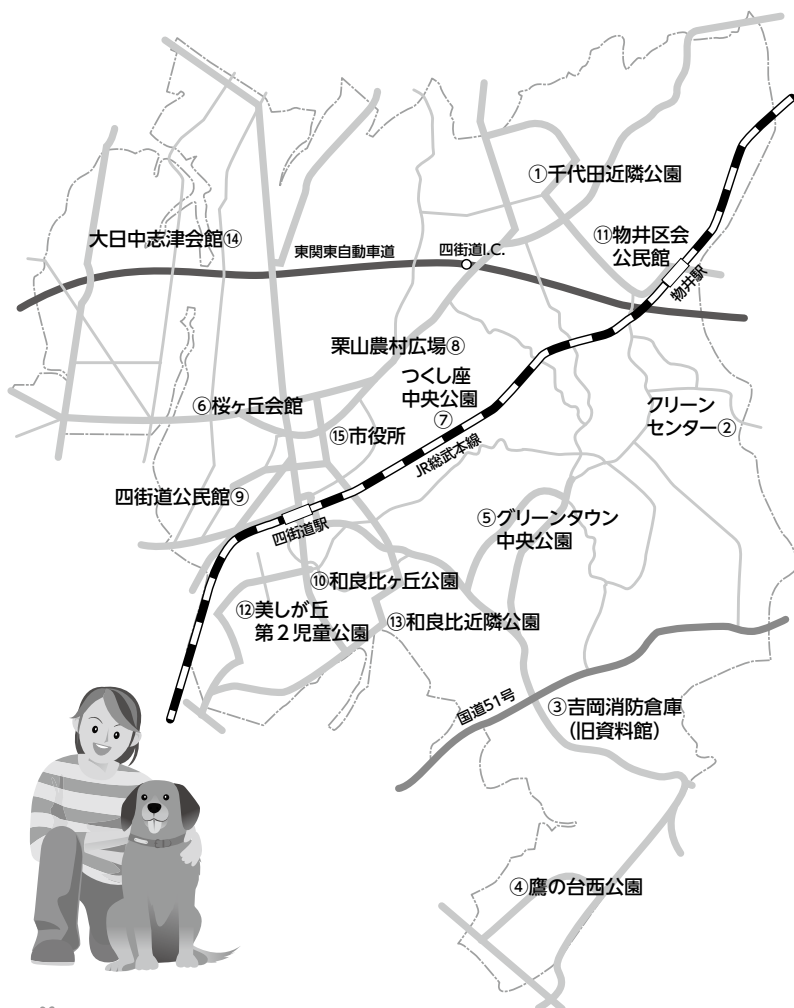 ①千代田近隣公園
⑪物井区会
公民館
物井駅
大日中志津会館⑭
東関東自動車道
四街道I.C.
栗山農村広場⑧
つくし座
中央公園
⑦
⑥桜ヶ丘会館
⑮市役所
JR総武本線
クリーン
センター②
四街道公民館⑨
四街道駅
⑤グリーンタウン
中央公園
⑩和良比ヶ丘公園
⑫美しが丘
第2児童公園
⑬和良比近隣公園
国道51号
③吉岡消防倉庫
(旧資料館)
④鷹の台西公園